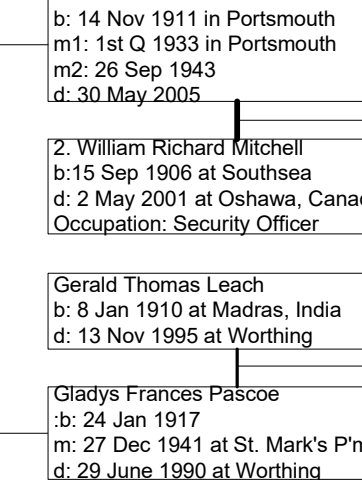 b: 14 Nov 1911 in Portsmouth
m1: 1st Q 1933 in Portsmouth
m2: 26 Sep 1943
d: 30 May 2005
2. William Richard Mitchell
b:15 Sep 1906 at Southsea
d: 2 May 2001 at Oshawa,
Occupation: Security Officer
Gerald Thomas Leach
b: 8 Jan 1910 at Madras, India
d: 13 Nov 1995 at Worthing
Gladys Frances Pascoe
:b: 24 Jan 1917
m: 27 Dec 1941 at St. Mark's
d: 29 June 1990 at Worthing